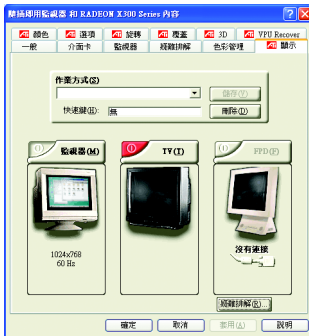 隨插即用監視器 和 RADEON X300 Series 內容
顏色 選項 旋轉 覆蓋 3D VPU Recover
一般 介面卡 監視器 疑難排解 色彩管理 顯示
作業方式(S)
儲存(V)
快速鍵(H): 無 刪除(D)
監視器(M) TV(T) FPD(F)
1024x768
60 Hz
沒有連接
疑難排解(R)...
確定 取消 套用(A) 說明